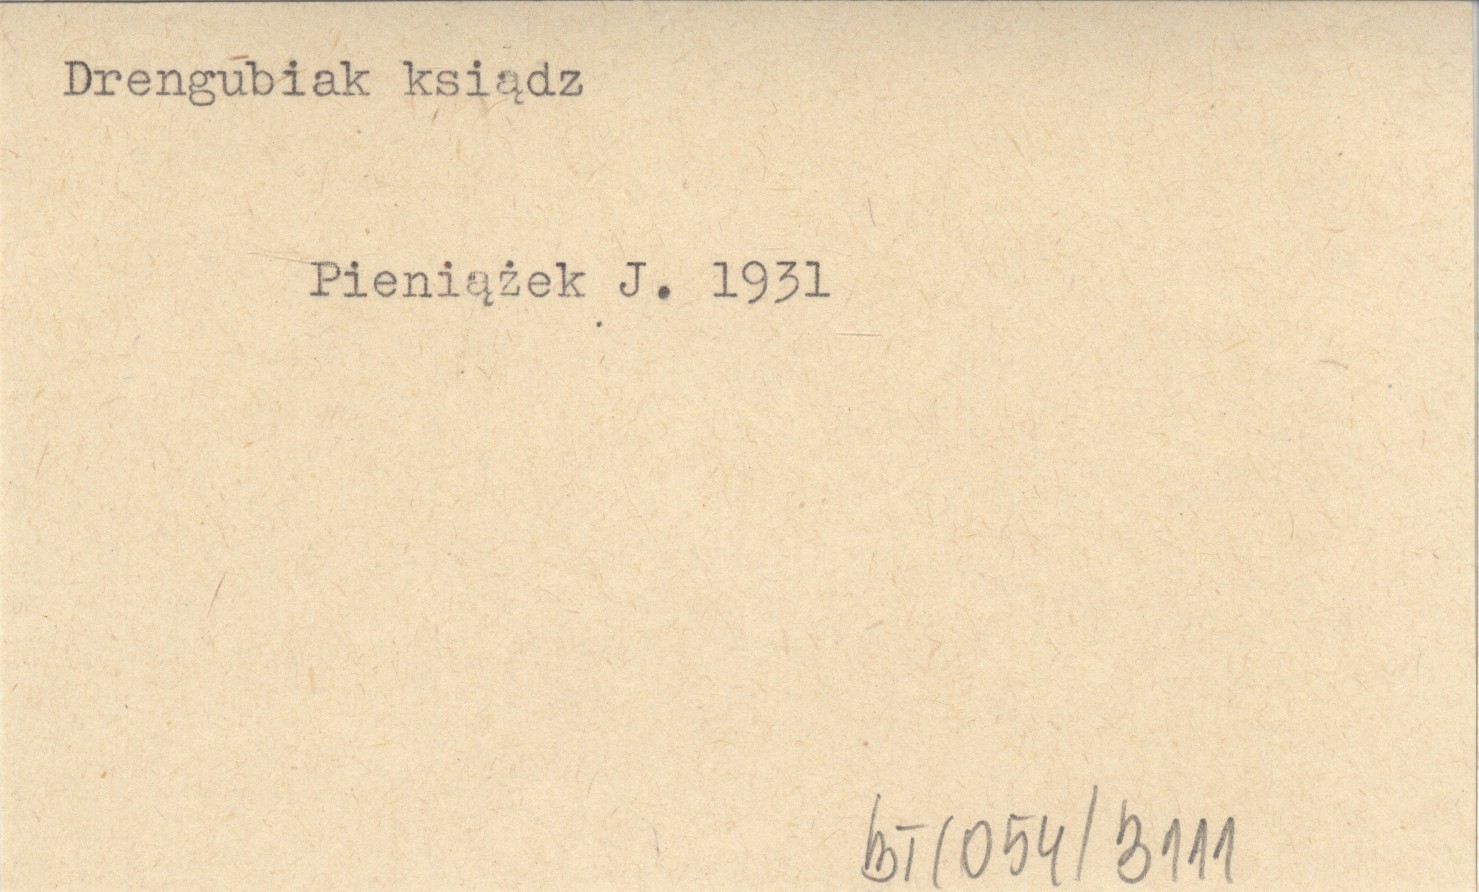 Drengubiak ksiądz
Pieniążek J. 1931
BT(054/3111